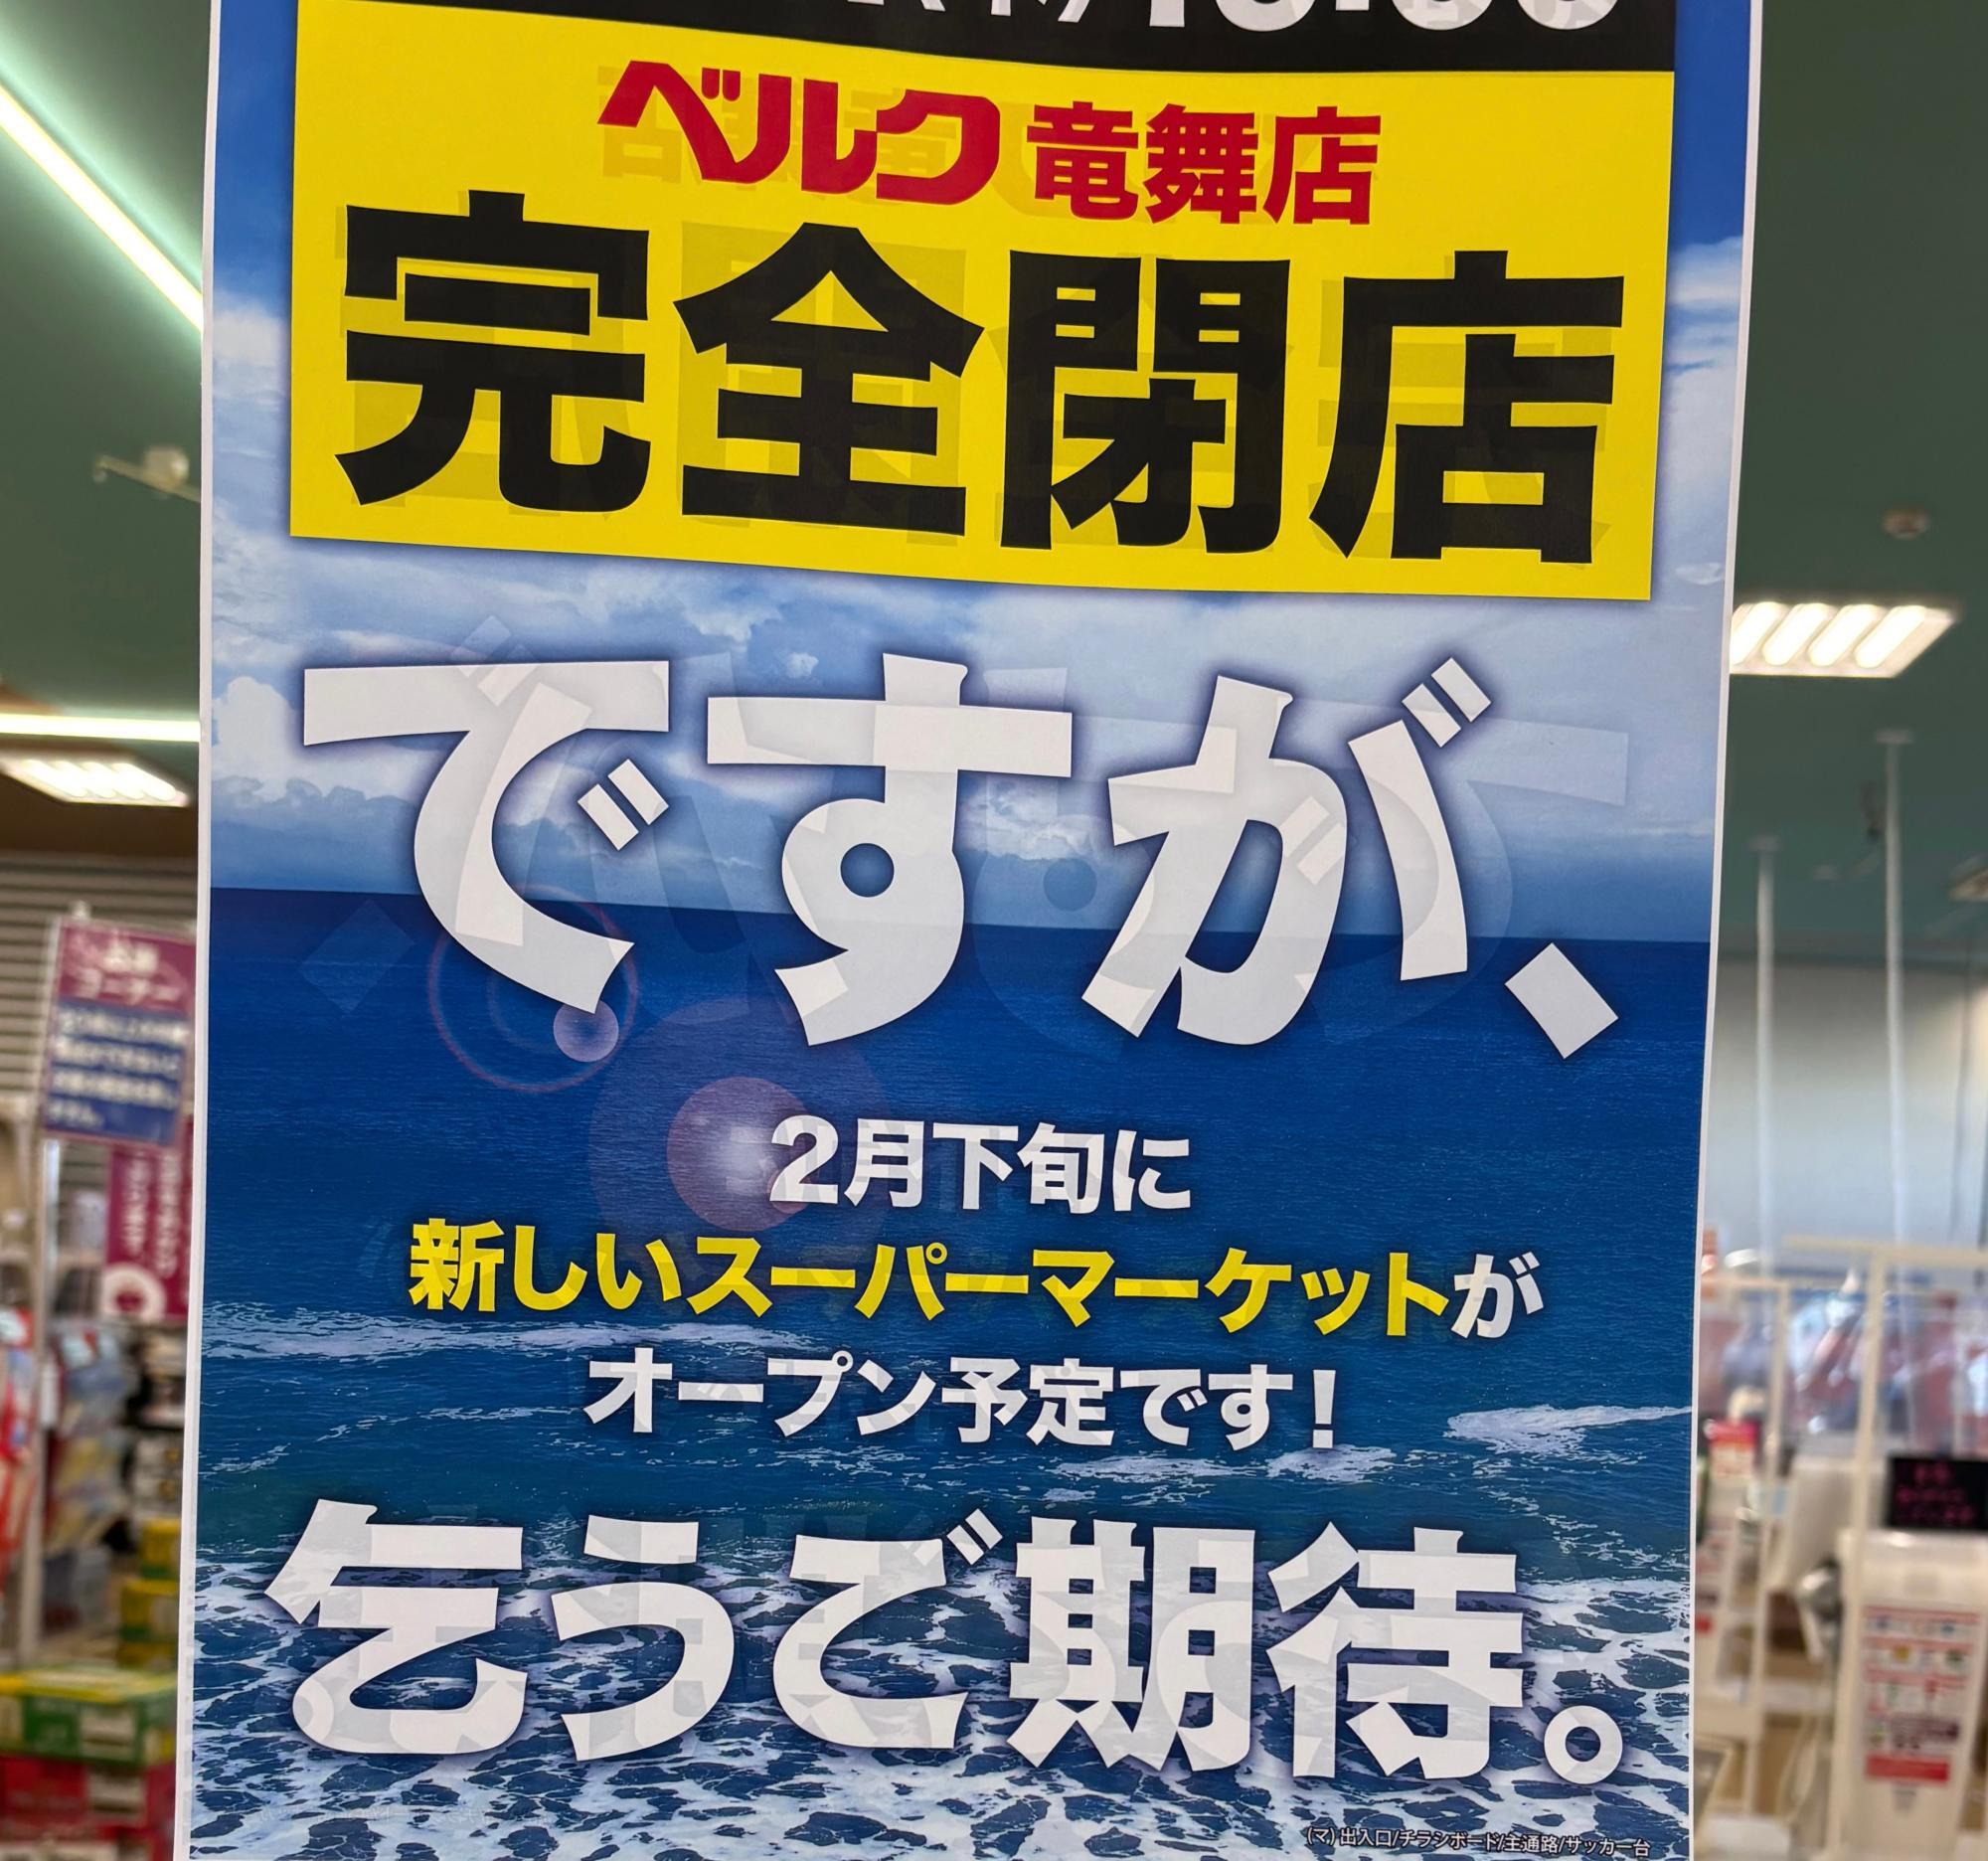 ベルク 竜舞店
完全閉店
ですが、
2月下旬に
新しいスーパーマーケットが
オープン予定です!
乞うご期待。
(マ)出入口/チラシボード/主通路/サッカー台